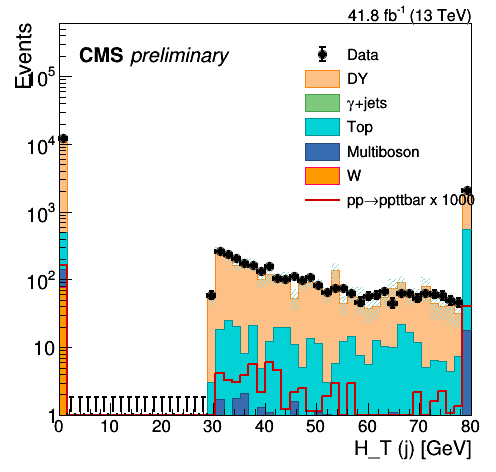 41.8 fb⁻¹ (13 TeV)
Events
CMS preliminary
Data
DY
γ+jets
Top
Multiboson
W
pp→ppttbar x 1000
10⁵
10⁴
10³
10²
10
1
0 10 20 30 40 50 60 70 80
H_T (j) [GeV]